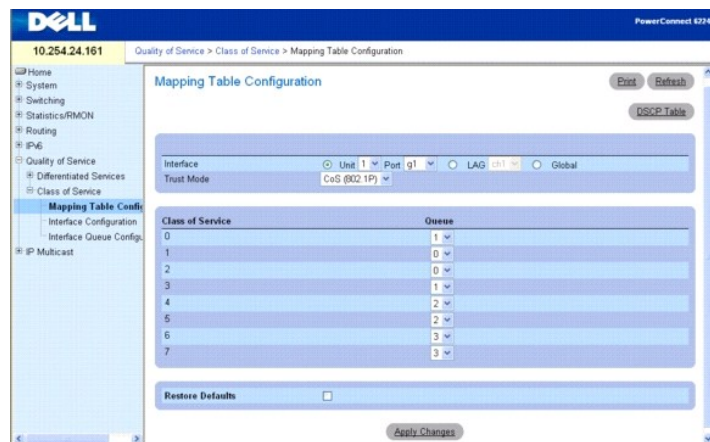 DELL
PowerConnect 6224
10.254.24.161
Quality of Service > Class of Service > Mapping Table Configuration
Home
System
Switching
Statistics/RMON
Routing
IPv6
Quality of Service
Differentiated Services
Class of Service
Mapping Table Config
Interface Configuration
Interface Queue Configu
IP Multicast
Mapping Table Configuration
Print Refresh
DSCP Table
Interface Unit 1 Port g1 LAG ch1 Global
Trust Mode CoS (802.1P)
Class of Service Queue
0 1
1 0
2 0
3 1
4 2
5 2
6 3
7 3
Restore Defaults
Apply Changes